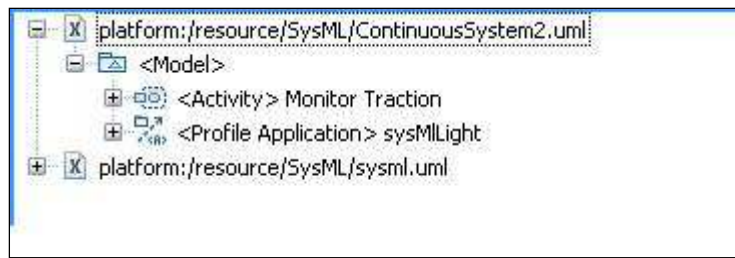 platform:/resource/SysML/ContinuousSystem2.uml
<Model>
<Activity> Monitor Traction
<Profile Application> sysMlLight
platform:/resource/SysML/sysml.uml